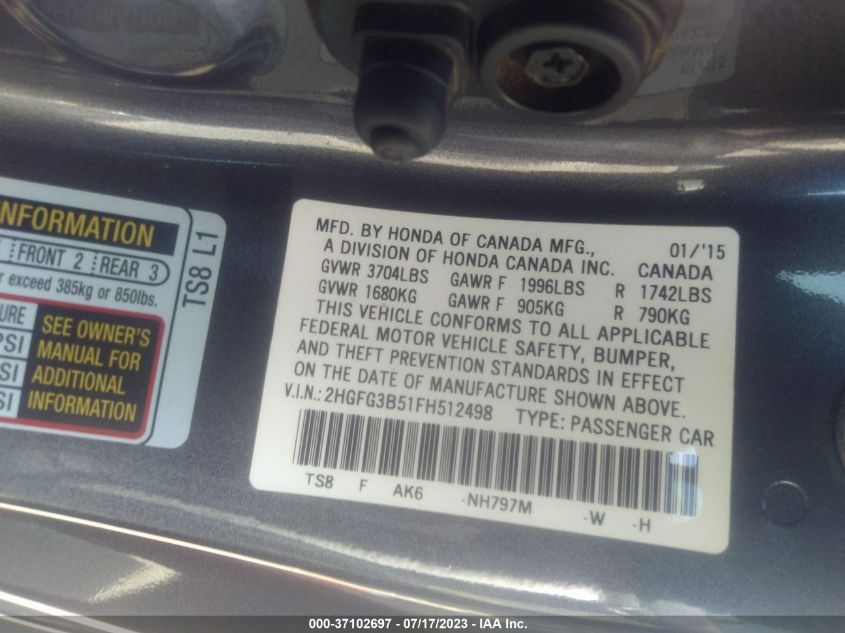 INFORMATION
FRONT 2 REAR 3
exceed 385kg or 850lbs.
TS8 L1
SEE OWNER'S
MANUAL FOR
ADDITIONAL
INFORMATION
PSI
MFD. BY HONDA OF CANADA MFG., 01/'15
A DIVISION OF HONDA CANADA INC. CANADA
GVWR 3704LBS GAWR F 1996LBS R 1742LBS
GVWR 1680KG GAWR F 905KG R 790KG
THIS VEHICLE CONFORMS TO ALL APPLICABLE
FEDERAL MOTOR VEHICLE SAFETY, BUMPER,
AND THEFT PREVENTION STANDARDS IN EFFECT
ON THE DATE OF MANUFACTURE SHOWN ABOVE.
V.I.N.: 2HGFG3B51FH512498 TYPE: PASSENGER CAR
TS8 F AK6 -NH797M -W -H
000-37102697 - 07/17/2023 - IAA Inc.